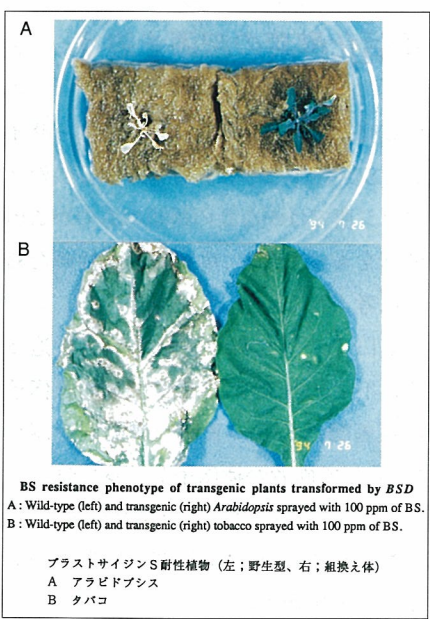 A
'94 7 26
B
'94 7 26
BS resistance phenotype of transgenic plants transformed by BSD
A : Wild-type (left) and transgenic (right) Arabidopsis sprayed with 100 ppm of BS.
B : Wild-type (left) and transgenic (right) tobacco sprayed with 100 ppm of BS.
ブラストサイジンS耐性植物（左；野生型、右；組換え体）
A アラビドプシス
B タバコ